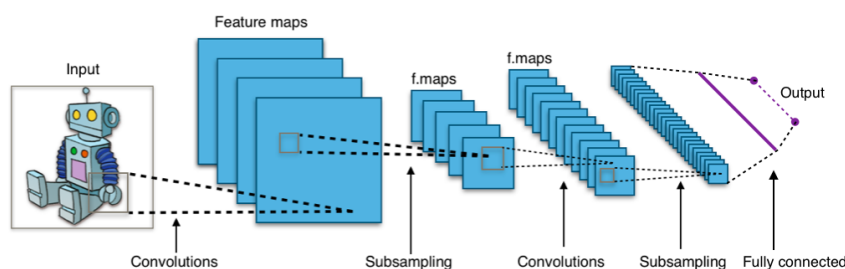 Feature maps
Input
f.maps
f.maps
Output
Convolutions
Subsampling
Convolutions
Subsampling
Fully connected